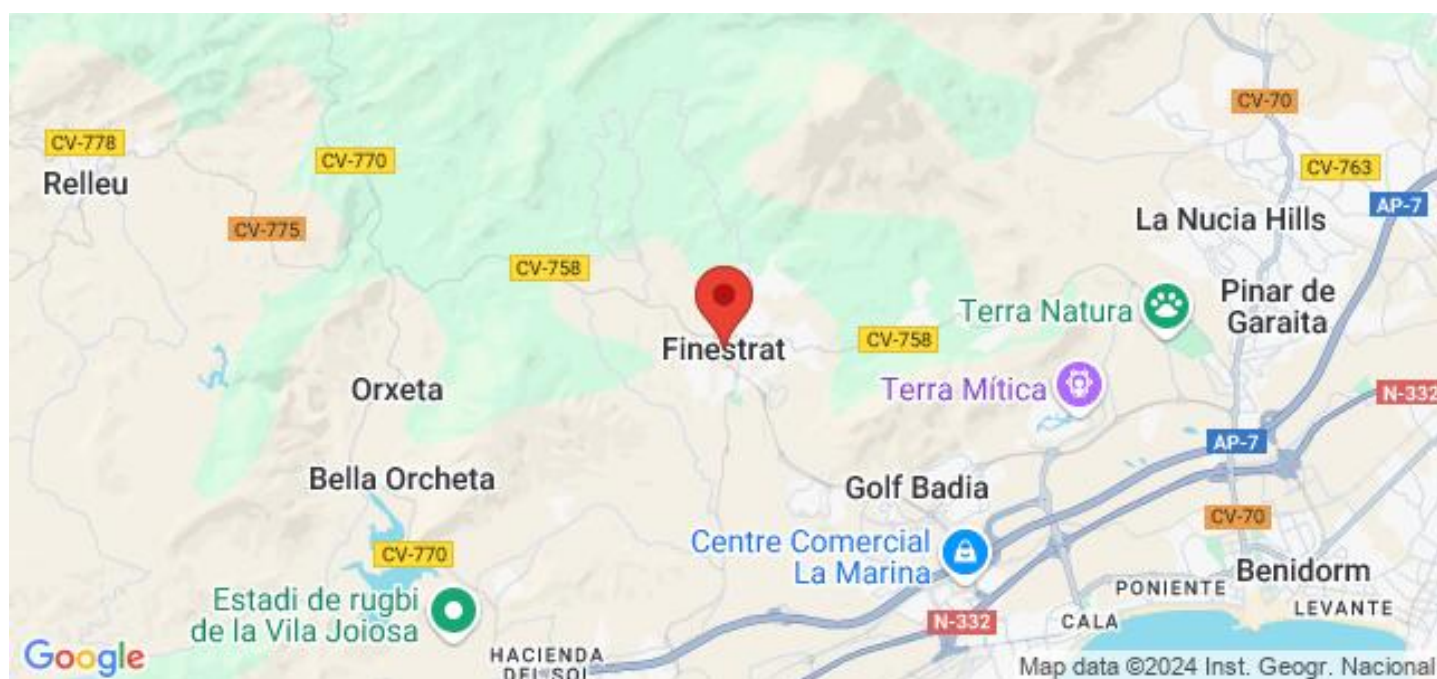 CV-70
CV-778
CV-770
CV-763
Relleu
AP-7
La Nucia Hills
CV-775
CV-758
Terra Natura
Pinar de
Garaita
Finestrat
CV-758
Orxeta
Terra Mítica
N-332
AP-7
Bella Orcheta
Golf Badia
CV-70
Centre Comercial
La Marina
CV-770
Benidorm
PONIENTE
Estadi de rugbi
de la Vila Joiosa
LEVANTE
N-332
CALA
Google
HACIENDA
DEL SOL
Map data ©2024 Inst. Geogr. Nacional